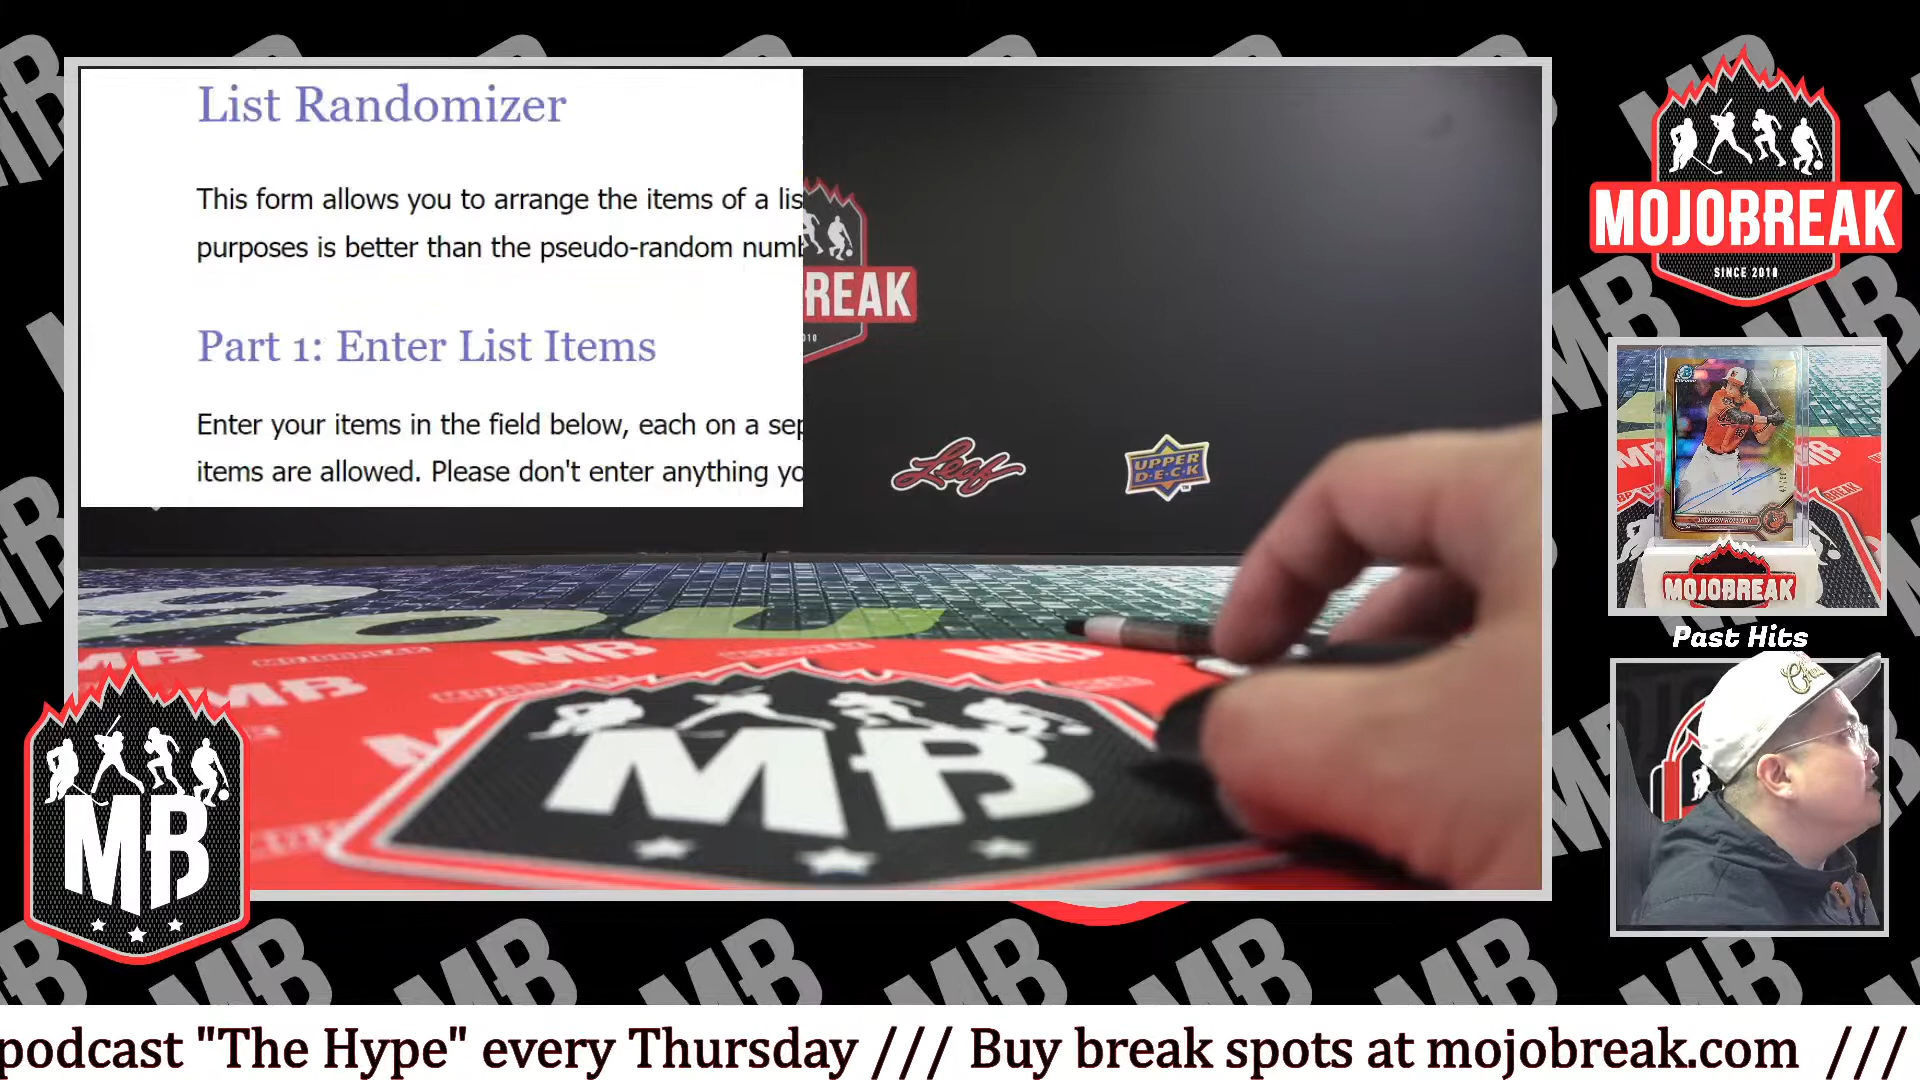 List Randomizer
This form allows you to arrange the items of a lis
purposes is better than the pseudo-random numb
Part 1: Enter List Items
Enter your items in the field below, each on a sep
items are allowed. Please don't enter anything yo
REAK
Leaf
UPPER
DECK
MB
MB
MOJOBREAK
SINCE 2010
MOJOBREAK
Past Hits
podcast "The Hype" every Thursday /// Buy break spots at mojobreak.com ///